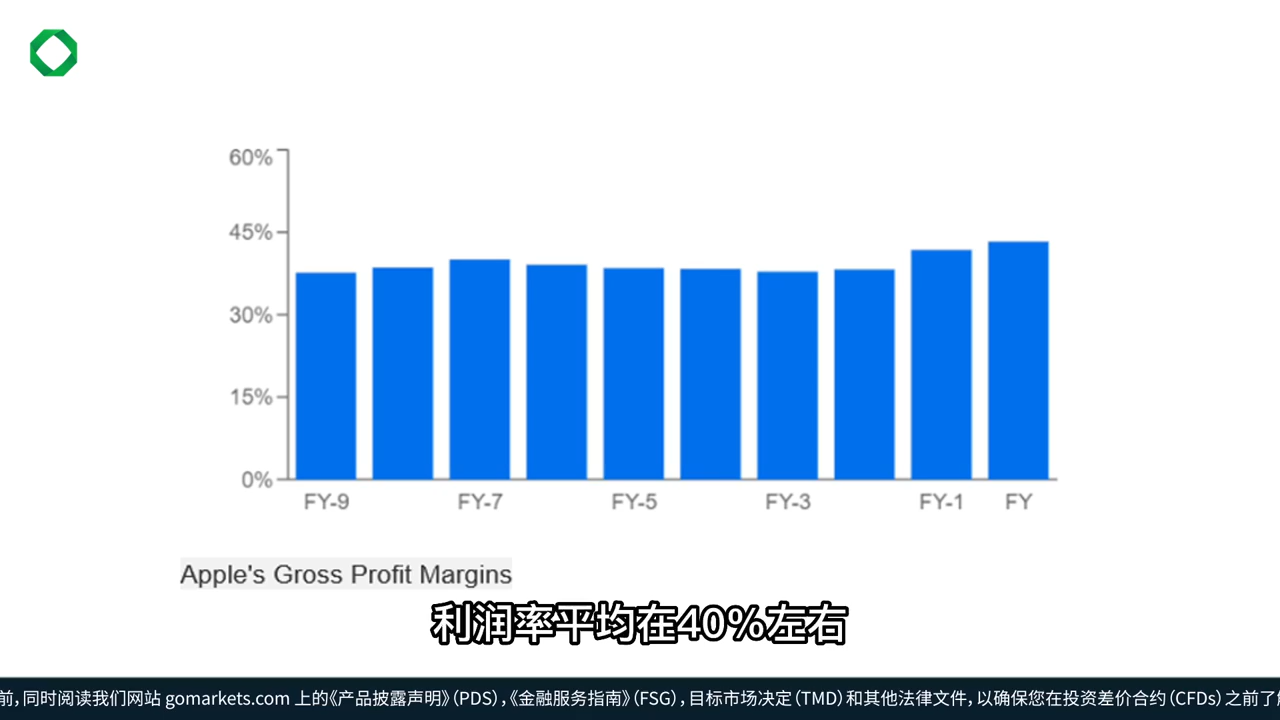 60%
45%
30%
15%
0%
FY-9 FY-7 FY-5 FY-3 FY-1 FY
Apple's Gross Profit Margins
利润率平均在40%左右
前，同时阅读我们网站 gomarkets.com 上的《产品披露声明》（PDS），《金融服务指南》（FSG），目标市场决定（TMD）和其他法律文件，以确保您在投资差价合约（CFDs）之前了